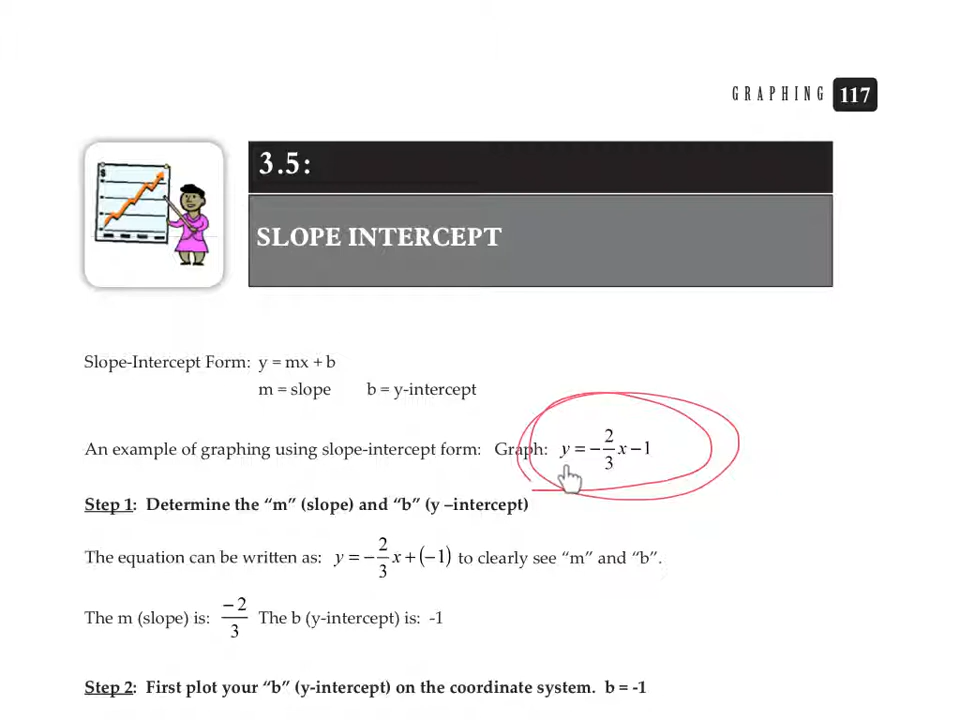 GRAPHING 117
3.5:
$
SLOPE INTERCEPT
Slope-Intercept Form: y = mx + b
m = slope b = y-intercept
An example of graphing using slope-intercept form: Graph: y = −2/3 x − 1
Step 1: Determine the “m” (slope) and “b” (y –intercept)
The equation can be written as: y = −2/3 x + (−1) to clearly see “m” and “b”.
The m (slope) is: −2/3 The b (y-intercept) is: -1
Step 2: First plot your “b” (y-intercept) on the coordinate system. b = -1